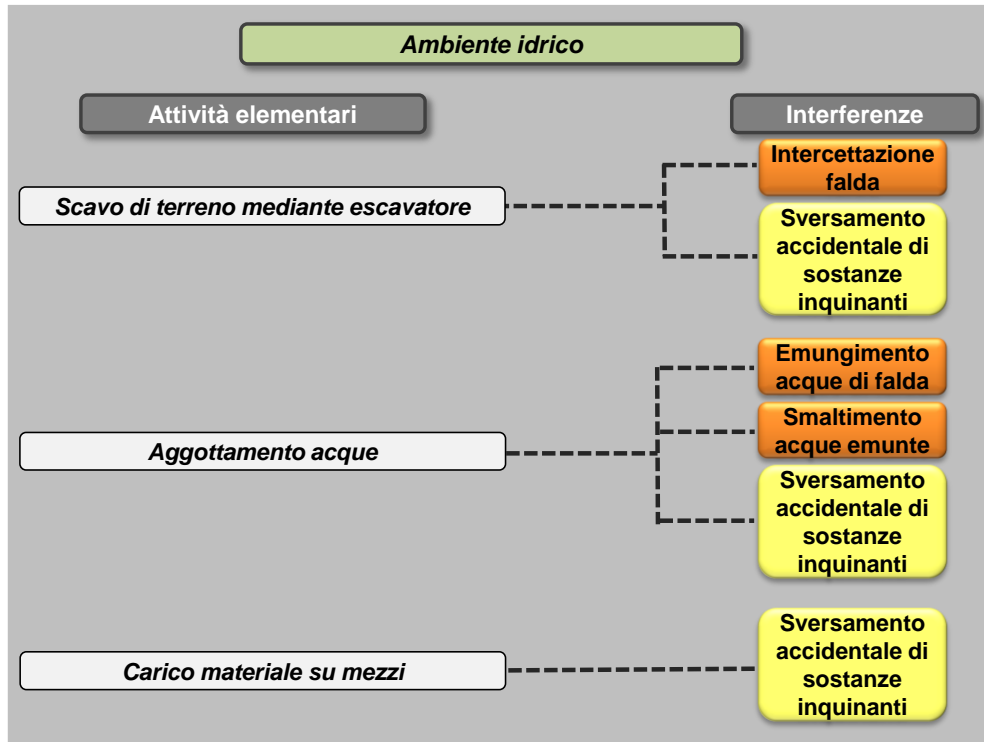 Ambiente idrico
Attività elementari
Interferenze
Scavo di terreno mediante escavatore
Intercettazione
falda
Sversamento
accidentale di
sostanze
inquinanti
Aggottamento acque
Emungimento
acque di falda
Smaltimento
acque emunte
Sversamento
accidentale di
sostanze
inquinanti
Carico materiale su mezzi
Sversamento
accidentale di
sostanze
inquinanti